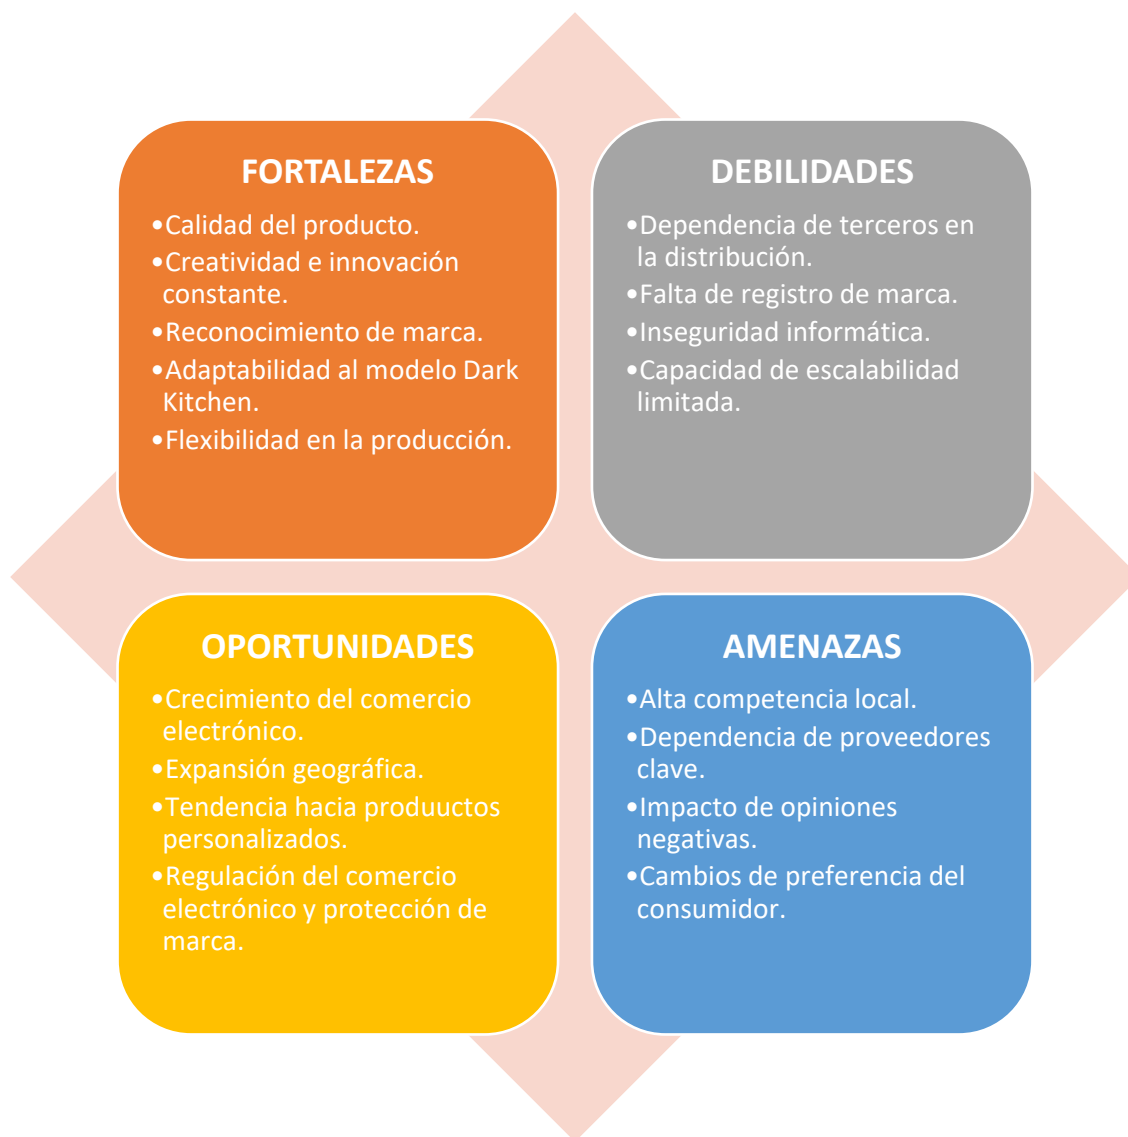 FORTALEZAS
•Calidad del producto.
•Creatividad e innovación
constante.
•Reconocimiento de marca.
•Adaptabilidad al modelo Dark
Kitchen.
•Flexibilidad en la producción.
DEBILIDADES
•Dependencia de terceros en
la distribución.
•Falta de registro de marca.
•Inseguridad informática.
•Capacidad de escalabilidad
limitada.
OPORTUNIDADES
•Crecimiento del comercio
electrónico.
•Expansión geográfica.
•Tendencia hacia produuctos
personalizados.
•Regulación del comercio
electrónico y protección de
marca.
AMENAZAS
•Alta competencia local.
•Dependencia de proveedores
clave.
•Impacto de opiniones
negativas.
•Cambios de preferencia del
consumidor.